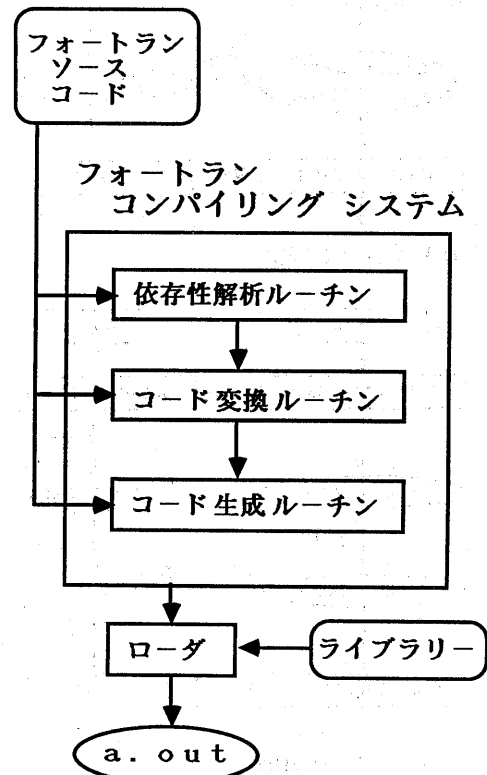 フォートラン
ソース
コード
フォートラン
コンパイリング システム
依存性解析ルーチン
コード変換ルーチン
コード生成ルーチン
ローダ
ライブラリー
a. out